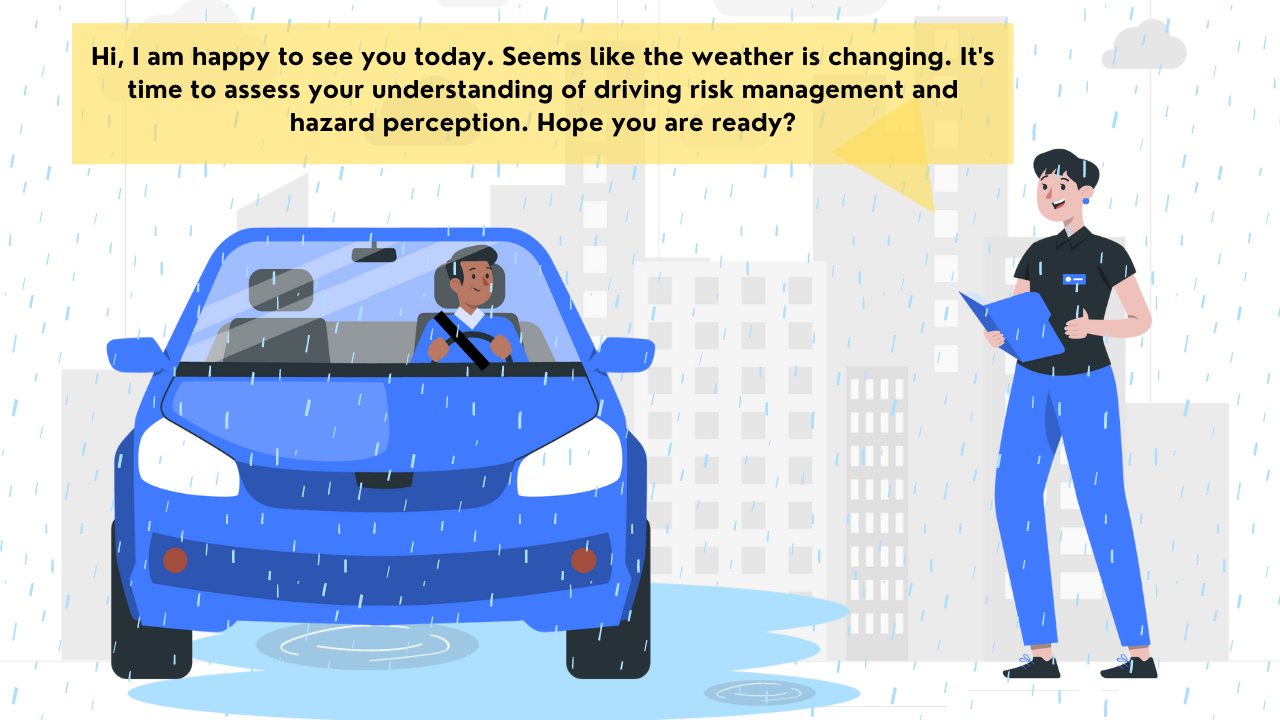 Hi, I am happy to see you today. Seems like the weather is changing. It's
time to assess your understanding of driving risk management and
hazard perception. Hope you are ready?